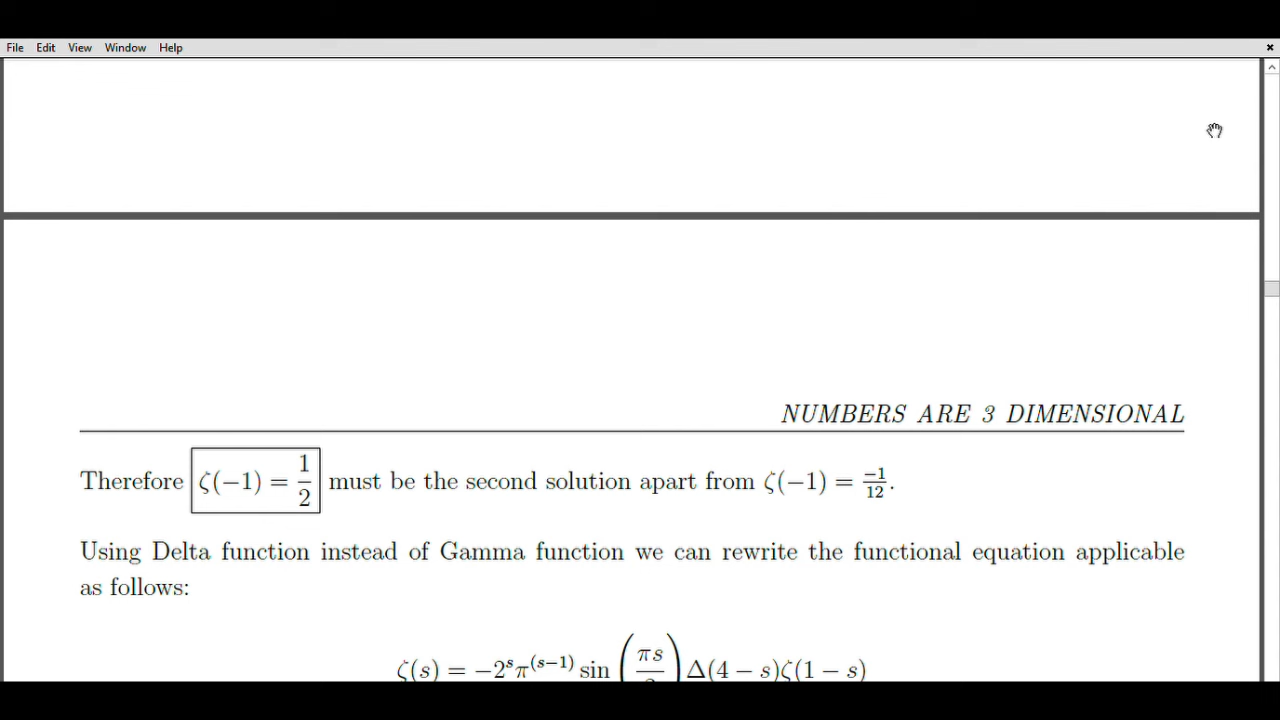 File Edit View Window Help
NUMBERS ARE 3 DIMENSIONAL
Therefore ζ(−1) = 1/2 must be the second solution apart from ζ(−1) = −1/12.
Using Delta function instead of Gamma function we can rewrite the functional equation applicable
as follows:
ζ(s) = −2^s π^(s−1) sin(πs/2) Δ(4 − s)ζ(1 − s)